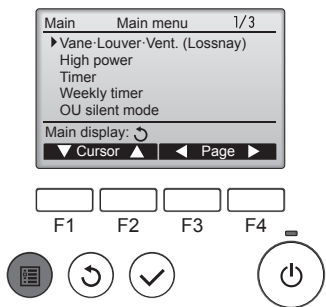 Main Main menu 1/3
Vane·Louver·Vent. (Lossnay)
High power
Timer
Weekly timer
OU silent mode
Main display:
▼ Cursor ▲ ◀ Page ▶
F1 F2 F3 F4